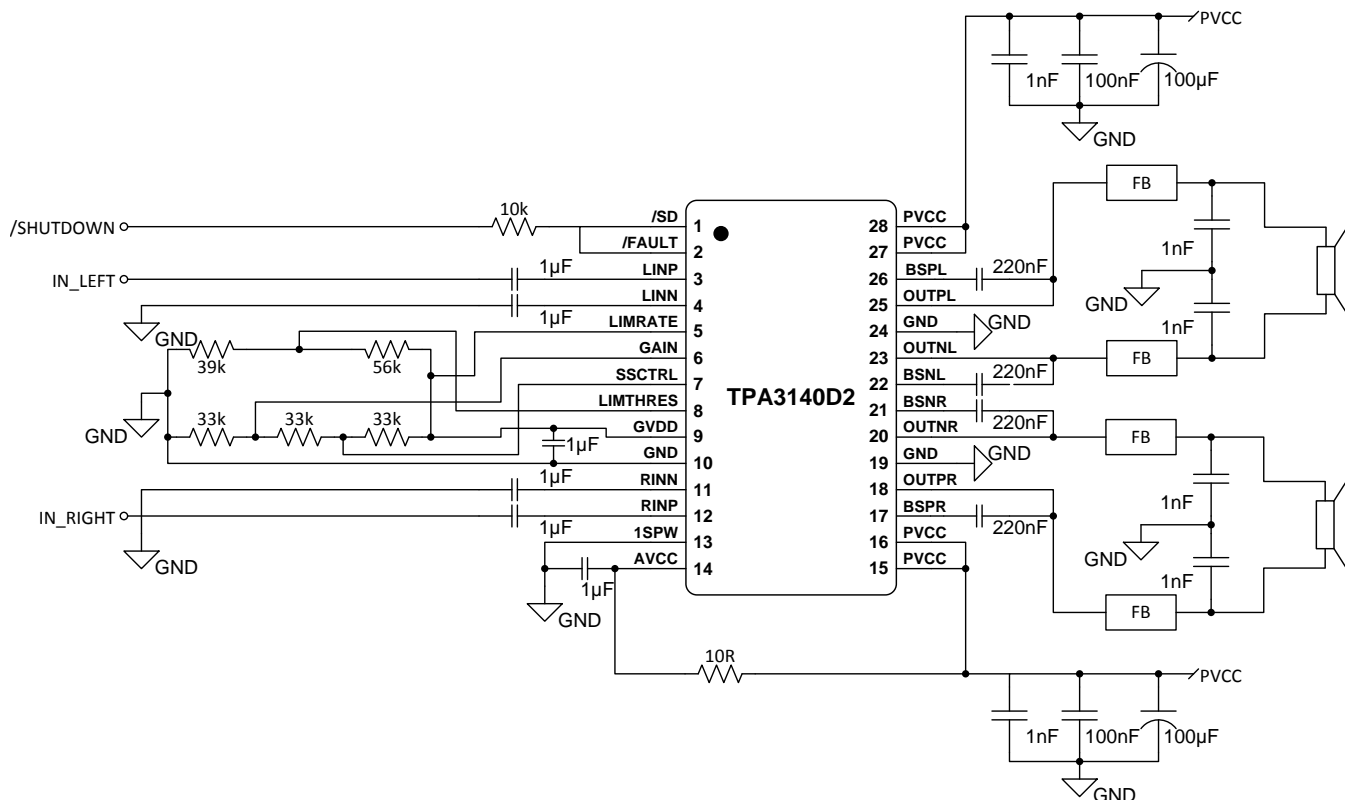 PVCC
1nF 100nF 100µF
GND
FB
10k
/SHUTDOWN
/SD 1 28 PVCC
/FAULT 2 27 PVCC
1nF
1µF
IN_LEFT
LINP 3 26 BSPL 220nF
LINN 4 25 OUTPL
1µF
GND
GND
LIMRATE 5 24 GND GND
1nF
39k 56k
GAIN 6 23 OUTNL FB
220nF
SSCTRL 7 22 BSNL
TPA3140D2
LIMTHRES 8 21 BSNR
220nF
33k 33k 33k
GND
GVDD 9 20 OUTNR FB
1µF
GND 10 19 GND GND
1µF
RINN 11 18 OUTPR
1nF
IN_RIGHT
RINP 12 17 BSPR 220nF
1µF
1SPW 13 16 PVCC
GND
GND
AVCC 14 15 PVCC
1µF
1nF
GND
FB
10R
PVCC
1nF 100nF 100µF
GND